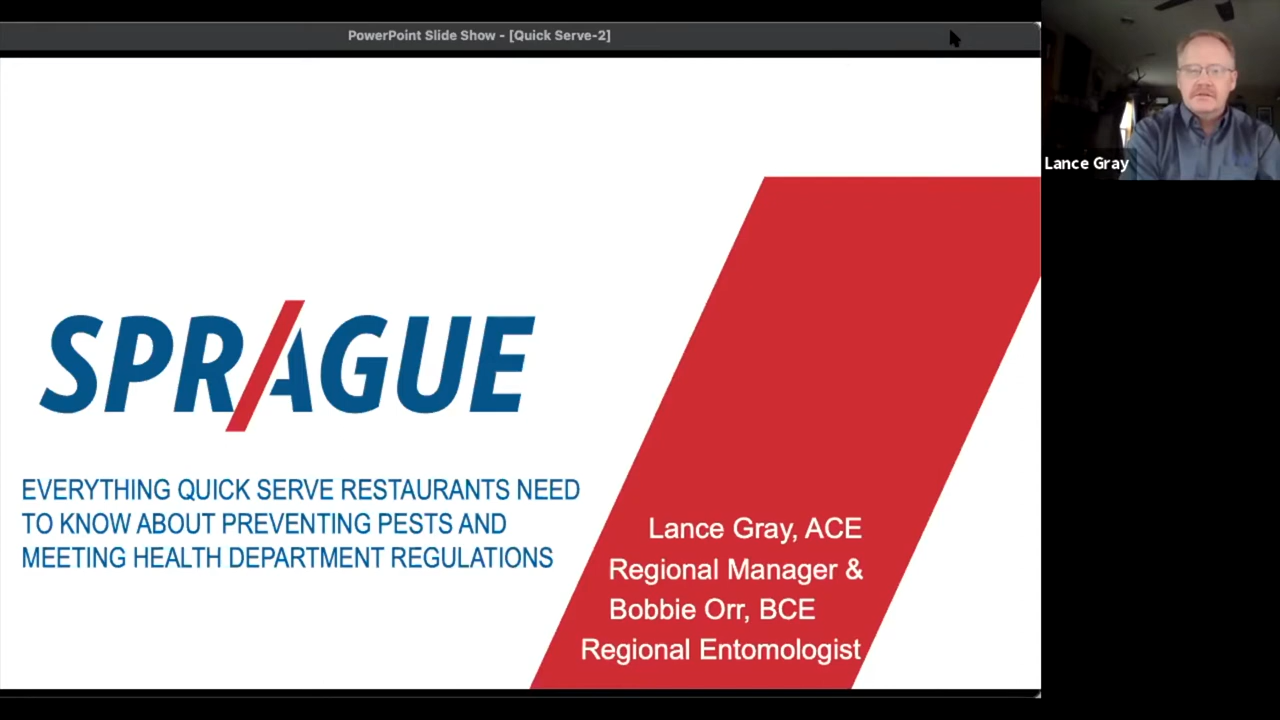 PowerPoint Slide Show - [Quick Serve-2]
Lance Gray
SPRAGUE
EVERYTHING QUICK SERVE RESTAURANTS NEED
TO KNOW ABOUT PREVENTING PESTS AND
MEETING HEALTH DEPARTMENT REGULATIONS
Lance Gray, ACE
Regional Manager &
Bobbie Orr, BCE
Regional Entomologist